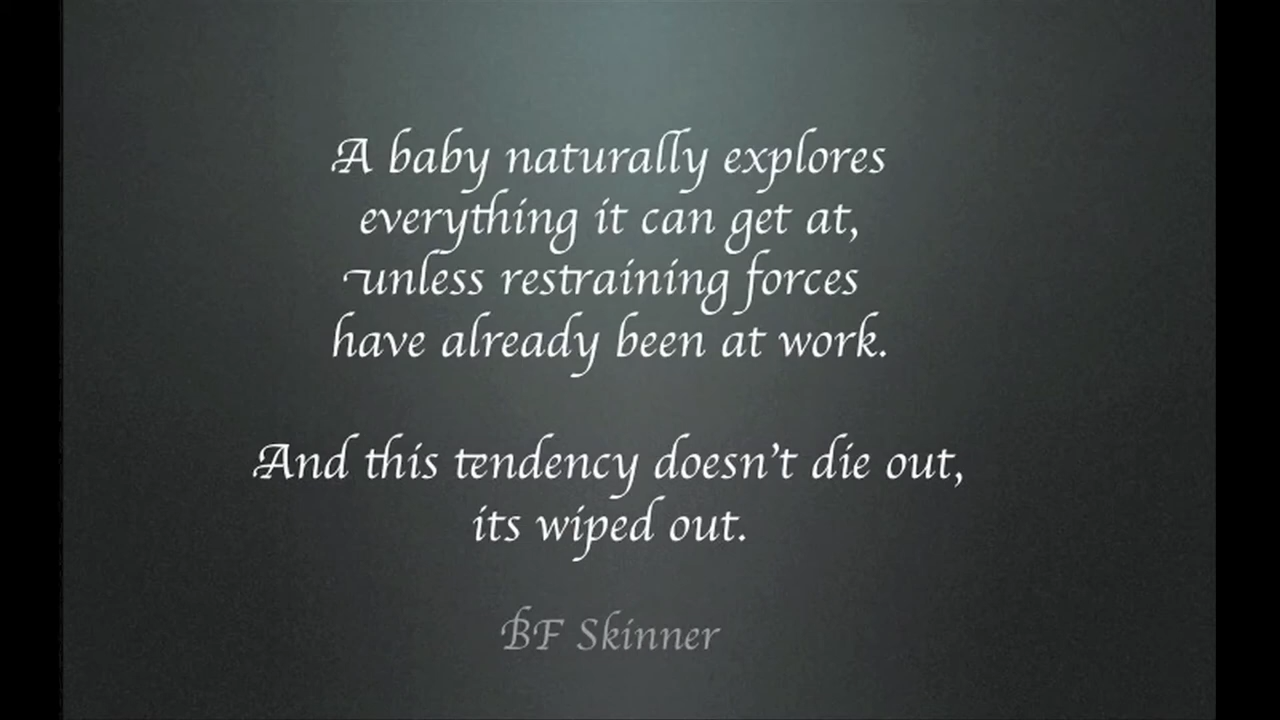 A baby naturally explores
everything it can get at,
unless restraining forces
have already been at work.
And this tendency doesn't die out,
its wiped out.
BF Skinner